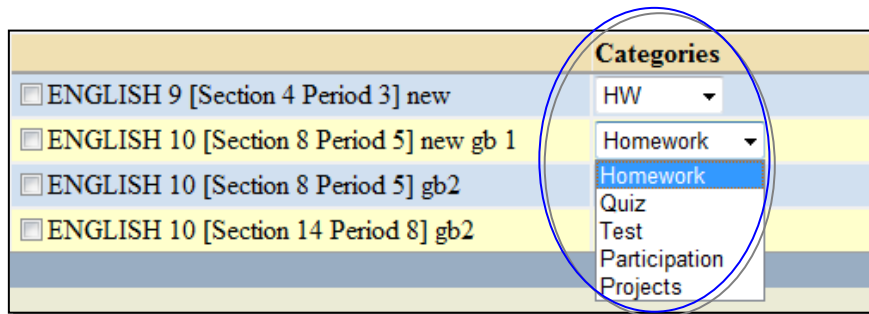 Categories
ENGLISH 9 [Section 4 Period 3] new HW
ENGLISH 10 [Section 8 Period 5] new gb 1 Homework
Homework
ENGLISH 10 [Section 8 Period 5] gb2
Quiz
ENGLISH 10 [Section 14 Period 8] gb2
Test
Participation
Projects